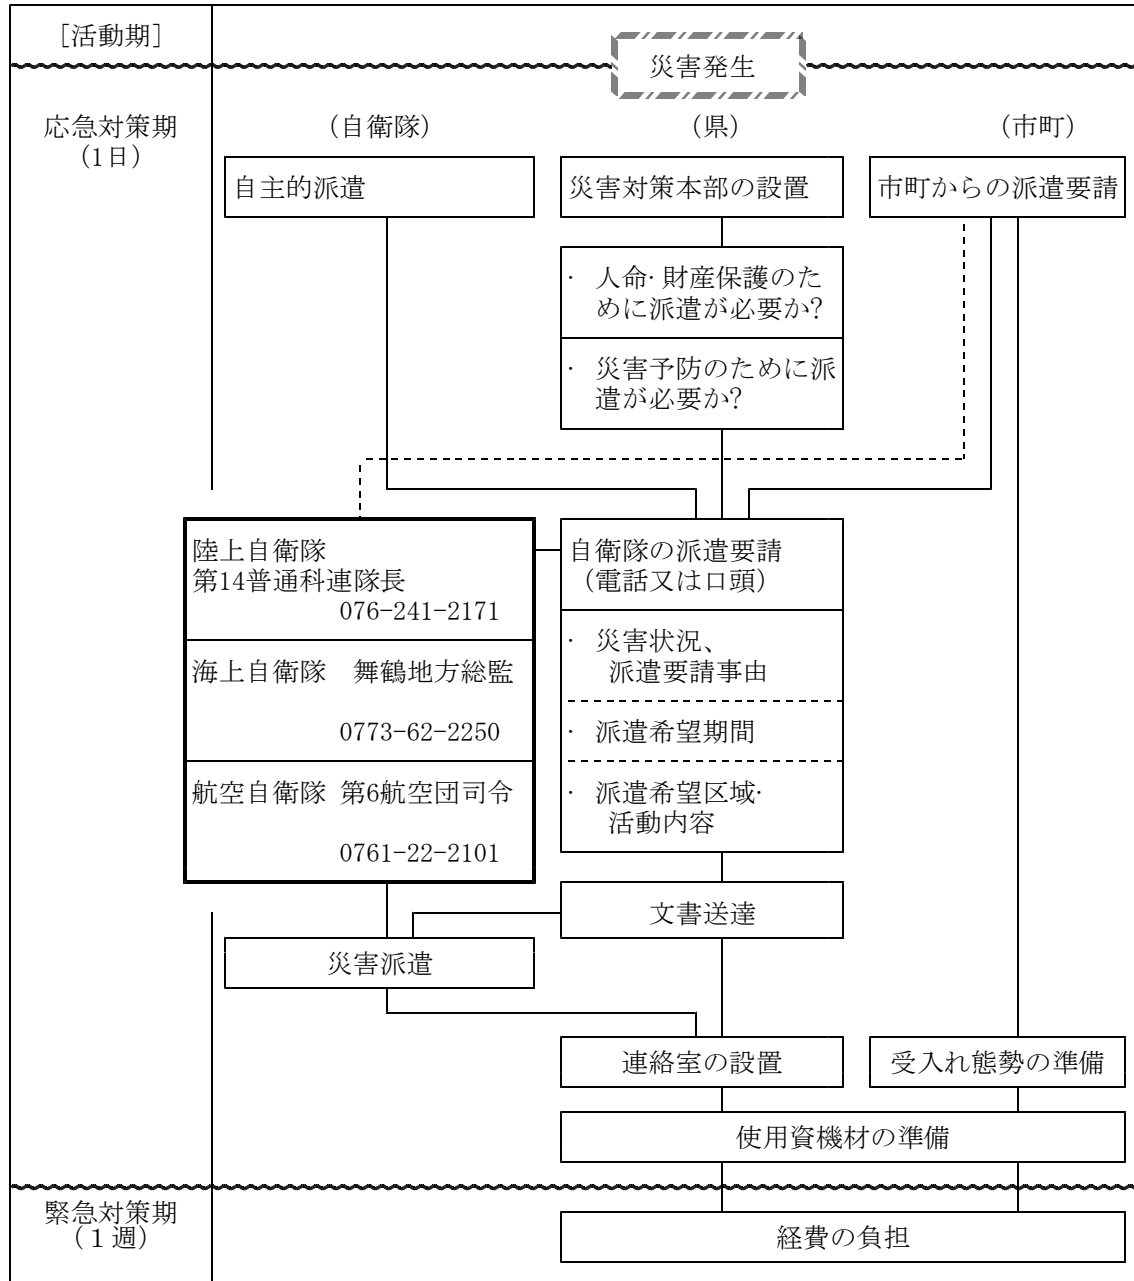 ［活動期］
災害発生
応急対策期
（1日）
（自衛隊）
（県）
（市町）
自主的派遣
災害対策本部の設置
市町からの派遣要請
・ 人命・財産保護のた
めに派遣が必要か？
・ 災害予防のために派
遣が必要か？
陸上自衛隊
第14普通科連隊長
076-241-2171
海上自衛隊　舞鶴地方総監
0773-62-2250
航空自衛隊 第6航空団司令
0761-22-2101
自衛隊の派遣要請
（電話又は口頭）
・ 災害状況、
派遣要請事由
・ 派遣希望期間
・ 派遣希望区域・
活動内容
文書送達
災害派遣
連絡室の設置
受入れ態勢の準備
使用資機材の準備
緊急対策期
（１週）
経費の負担